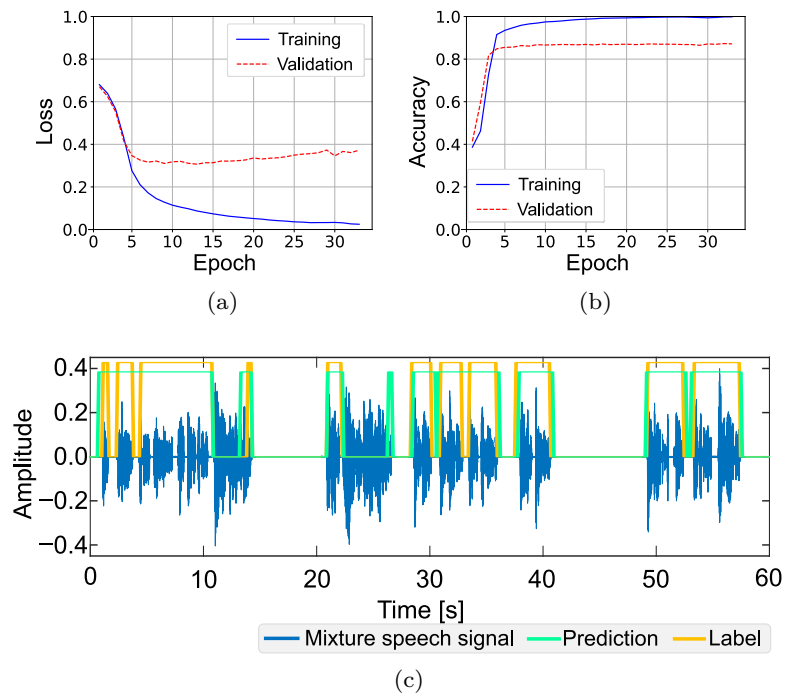 1.0
0.8
0.6
0.4
0.2
0.0
Loss
Training
Validation
0 5 10 15 20 25 30
Epoch
(a)
1.0
0.8
0.6
0.4
0.2
0.0
Accuracy
Training
Validation
0 5 10 15 20 25 30
Epoch
(b)
0.4
0.2
0.0
−0.2
−0.4
Amplitude
0 10 20 30 40 50 60
Time [s]
Mixture speech signal Prediction Label
(c)